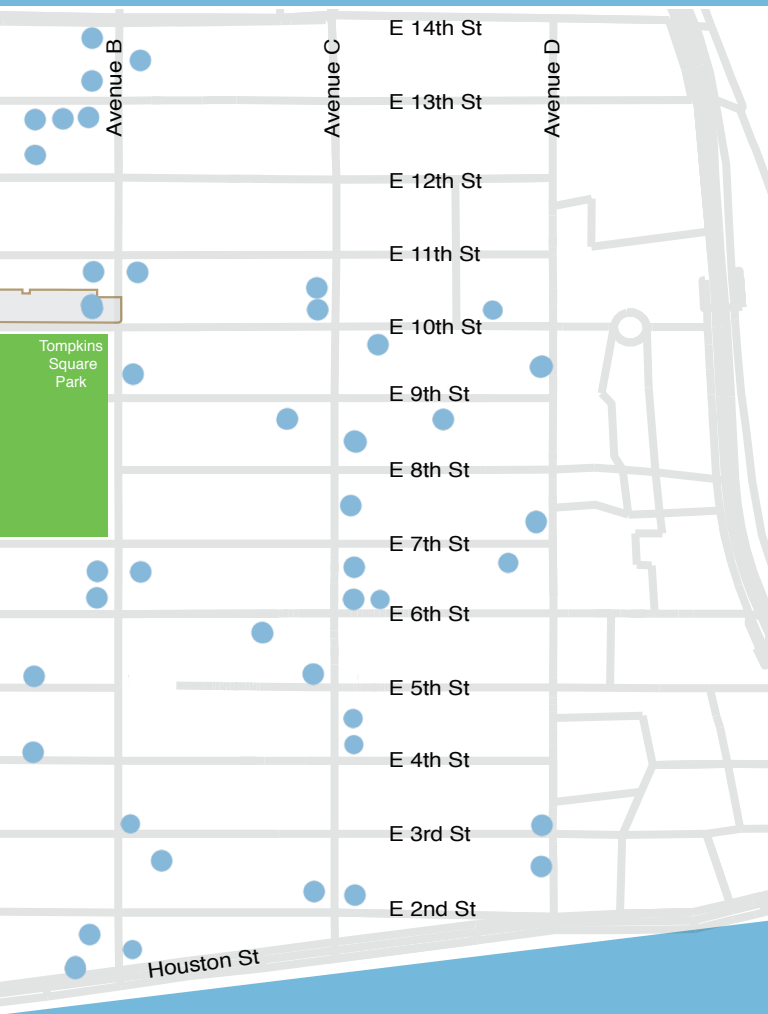 E 14th St
Avenue B
Avenue C
Avenue D
E 13th St
E 12th St
E 11th St
E 10th St
Tompkins
Square
Park
E 9th St
E 8th St
E 7th St
E 6th St
E 5th St
E 4th St
E 3rd St
E 2nd St
Houston St